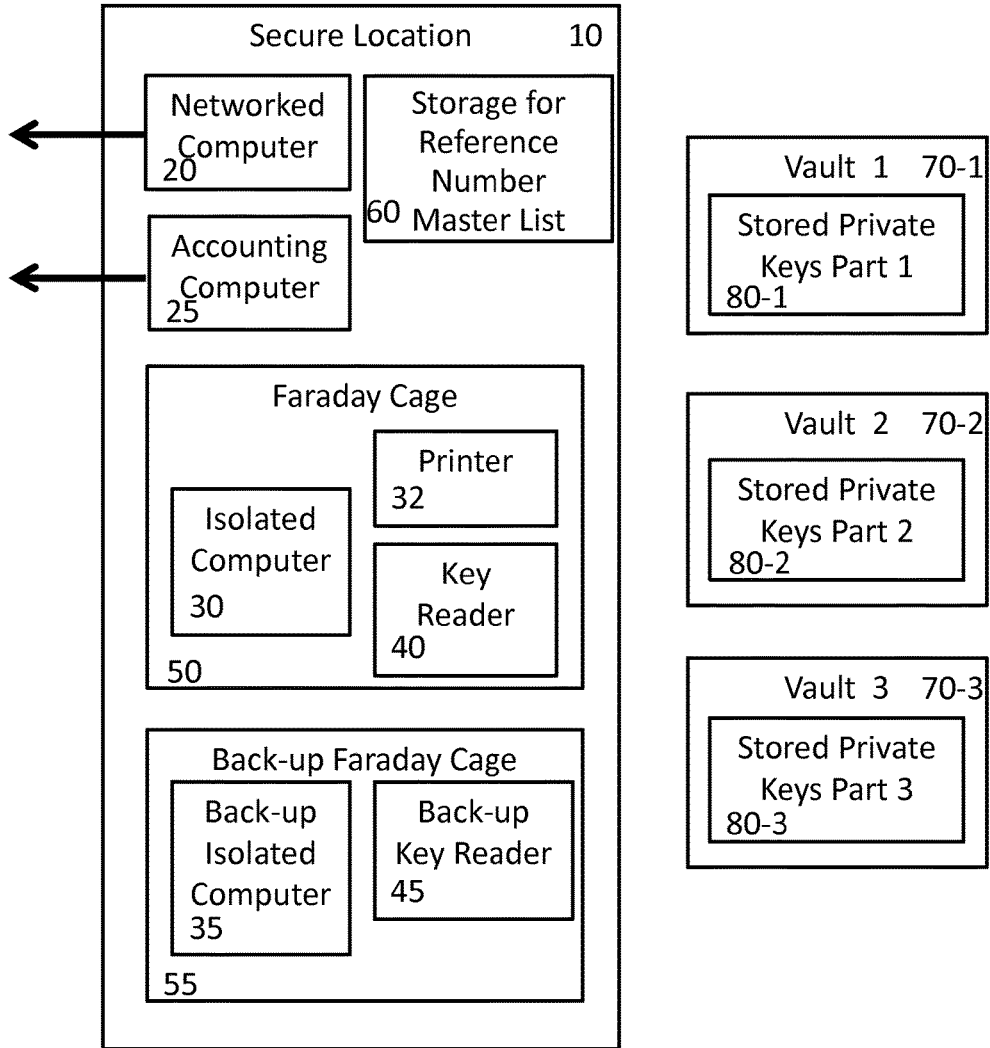 Secure Location 10
Networked
Computer
20
Storage for
Reference
Number
Master List
60
Accounting
Computer
25
Faraday Cage
Printer
32
Isolated
Computer
30
Key
Reader
40
50
Back-up Faraday Cage
Back-up
Isolated
Computer
35
Back-up
Key Reader
45
55
Vault 1 70-1
Stored Private
Keys Part 1
80-1
Vault 2 70-2
Stored Private
Keys Part 2
80-2
Vault 3 70-3
Stored Private
Keys Part 3
80-3